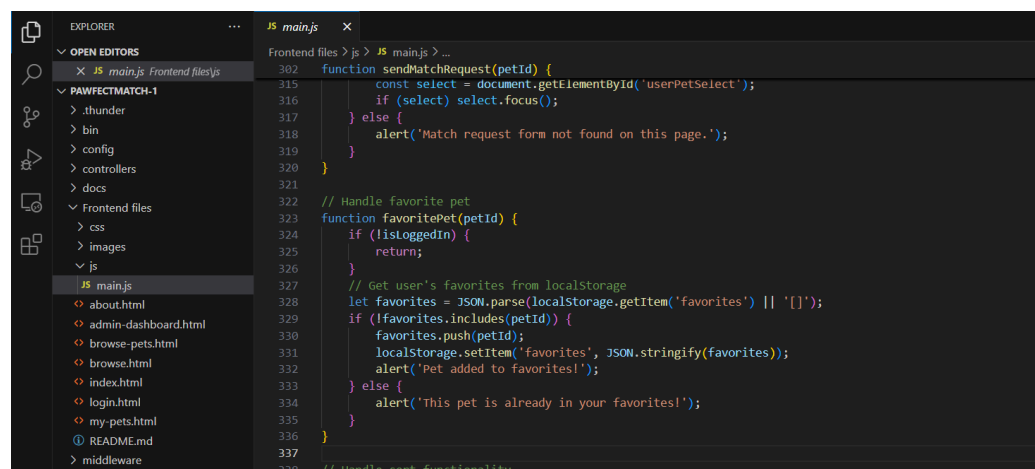 EXPLORER
OPEN EDITORS
JS main.js Frontend files\js
PAWFECTMATCH-1
.thunder
bin
config
controllers
docs
Frontend files
css
images
js
JS main.js
about.html
admin-dashboard.html
browse-pets.html
browse.html
index.html
login.html
my-pets.html
README.md
middleware
JS main.js
Frontend files > js > JS main.js > ...
302 function sendMatchRequest(petId) {
315 const select = document.getElementById('userPetSelect');
316 if (select) select.focus();
317 } else {
318 alert('Match request form not found on this page.');
319 }
320 }
321
322 // Handle favorite pet
323 function favoritePet(petId) {
324 if (!isLoggedIn) {
325 return;
326 }
327 // Get user's favorites from localStorage
328 let favorites = JSON.parse(localStorage.getItem('favorites') || '[]');
329 if (!favorites.includes(petId)) {
330 favorites.push(petId);
331 localStorage.setItem('favorites', JSON.stringify(favorites));
332 alert('Pet added to favorites!');
333 } else {
334 alert('This pet is already in your favorites!');
335 }
336 }
337